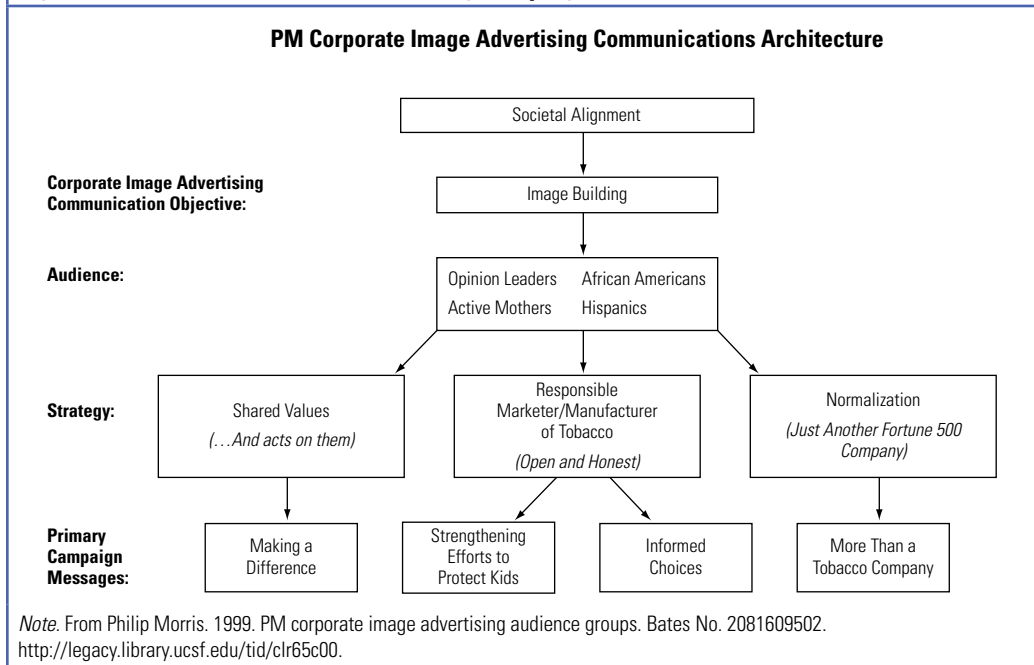 PM Corporate Image Advertising Communications Architecture
Societal Alignment
Corporate Image Advertising
Communication Objective:
Image Building
Audience:
Opinion Leaders African Americans
Active Mothers Hispanics
Strategy:
Shared Values
(…And acts on them)
Responsible
Marketer/Manufacturer
of Tobacco
(Open and Honest)
Normalization
(Just Another Fortune 500
Company)
Primary
Campaign
Messages:
Making a
Difference
Strengthening
Efforts to
Protect Kids
Informed
Choices
More Than a
Tobacco Company
Note. From Philip Morris. 1999. PM corporate image advertising audience groups. Bates No. 2081609502.
http://legacy.library.ucsf.edu/tid/clr65c00.